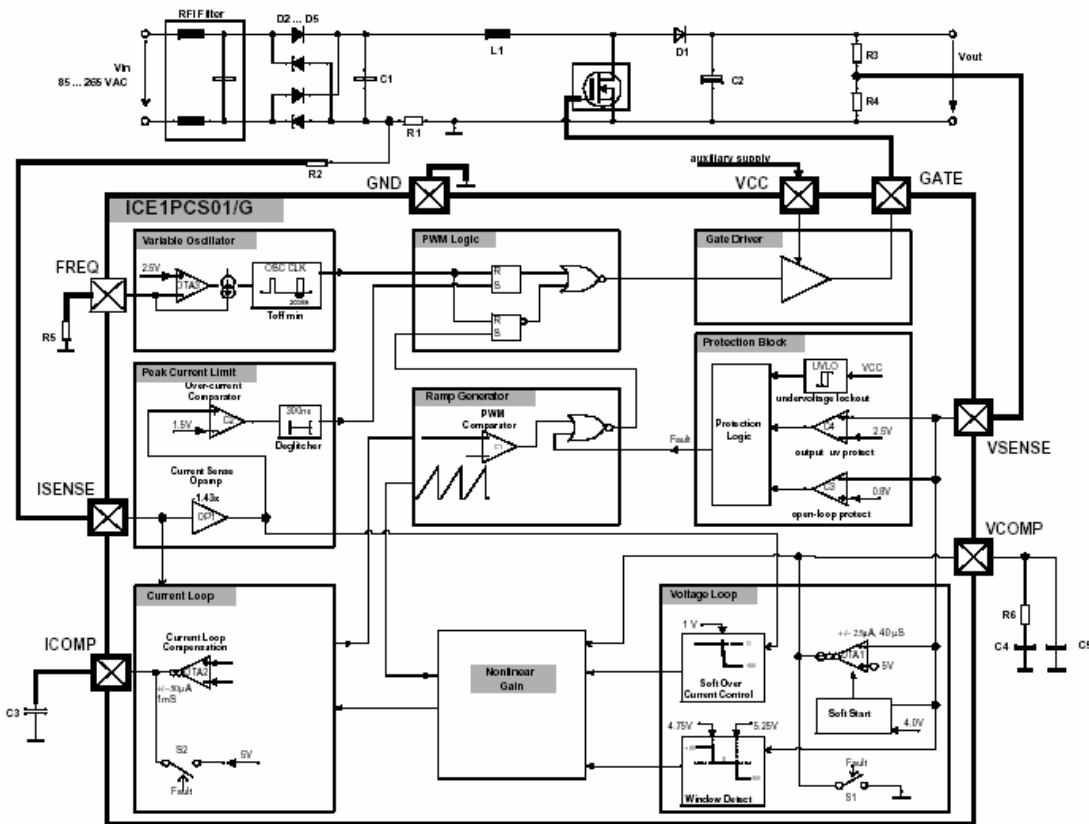 RFI Filter
D2 ... D5
Vin
85 ... 265 VAC
C1
L1
D1
C2
R3
R4
Vout
R1
R2
auxiliary supply
GND
VCC
GATE
ICE1PCS01/G
Variable Oscillator
PWM Logic
Gate Driver
FREQ
2.5V
OTA3
OSC CLK
Toff min
R
S
R
S
R5
Peak Current Limit
Over-current
Comparator
1.5V
C2
300ns
Deglitcher
Current Sense
Opamp
1.43x
OP1
ISENSE
Ramp Generator
PWM
Comparator
C1
Protection Block
UVLO
VCC
undervoltage lockout
Protection
Logic
Fault
C4
2.5V
output uv protect
C3
0.8V
open-loop protect
VSENSE
VCOMP
R6
C4
C5
Current Loop
Current Loop
Compensation
OTA2
+/-50µA
1mS
ICOMP
C3
S2
5V
Fault
Nonlinear
Gain
Voltage Loop
1 V
Soft Over
Current Control
4.75V
5.25V
Window Detect
+/- 25µA, 40µS
OTA1
5V
Soft Start
4.0V
Fault
S1